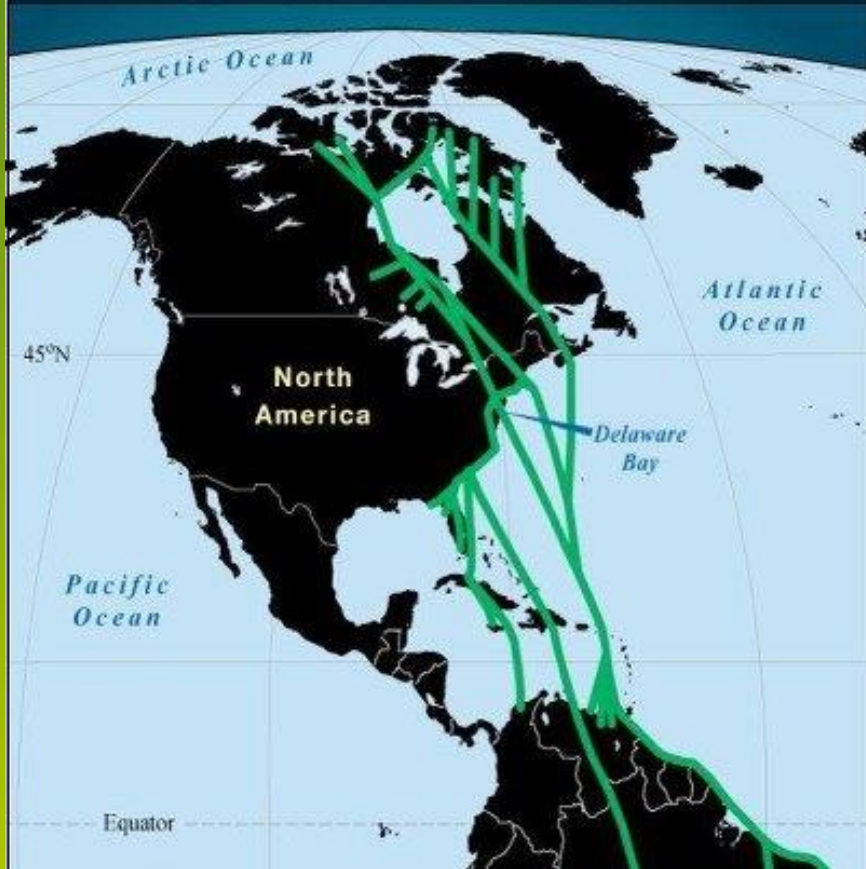 Arctic Ocean
Atlantic
Ocean
45°N
North
America
Delaware
Bay
Pacific
Ocean
Equator